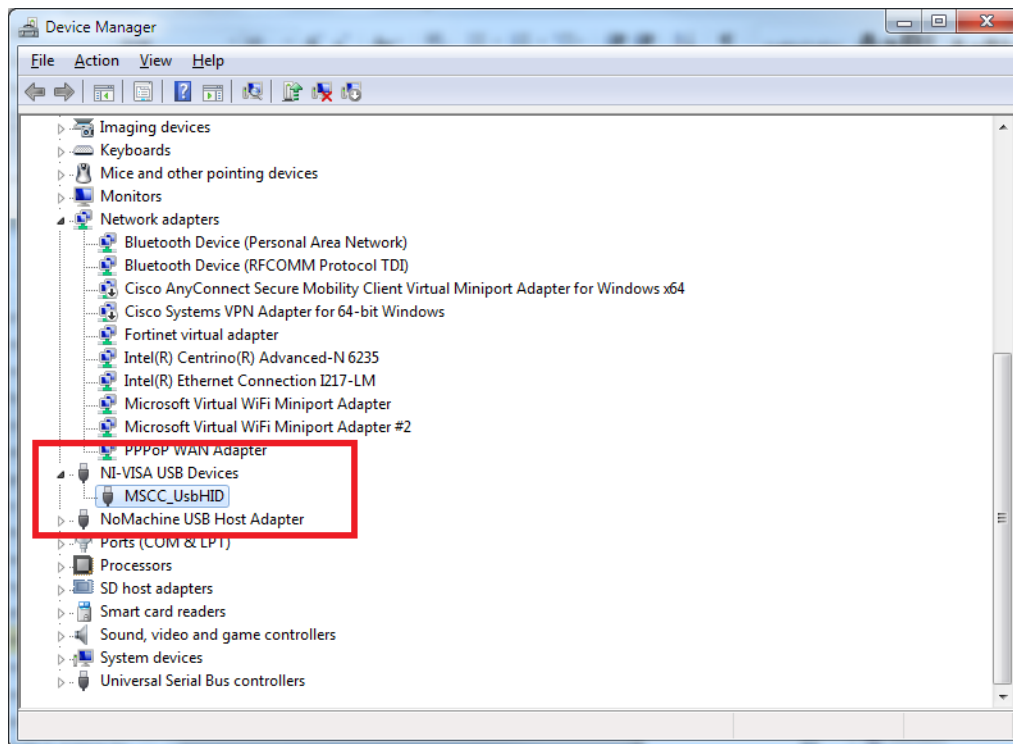 Device Manager
File Action View Help
Imaging devices
Keyboards
Mice and other pointing devices
Monitors
Network adapters
Bluetooth Device (Personal Area Network)
Bluetooth Device (RFCOMM Protocol TDI)
Cisco AnyConnect Secure Mobility Client Virtual Miniport Adapter for Windows x64
Cisco Systems VPN Adapter for 64-bit Windows
Fortinet virtual adapter
Intel(R) Centrino(R) Advanced-N 6235
Intel(R) Ethernet Connection I217-LM
Microsoft Virtual WiFi Miniport Adapter
Microsoft Virtual WiFi Miniport Adapter #2
PPPoP WAN Adapter
NI-VISA USB Devices
MSCC_UsbHID
NoMachine USB Host Adapter
Ports (COM & LPT)
Processors
SD host adapters
Smart card readers
Sound, video and game controllers
System devices
Universal Serial Bus controllers